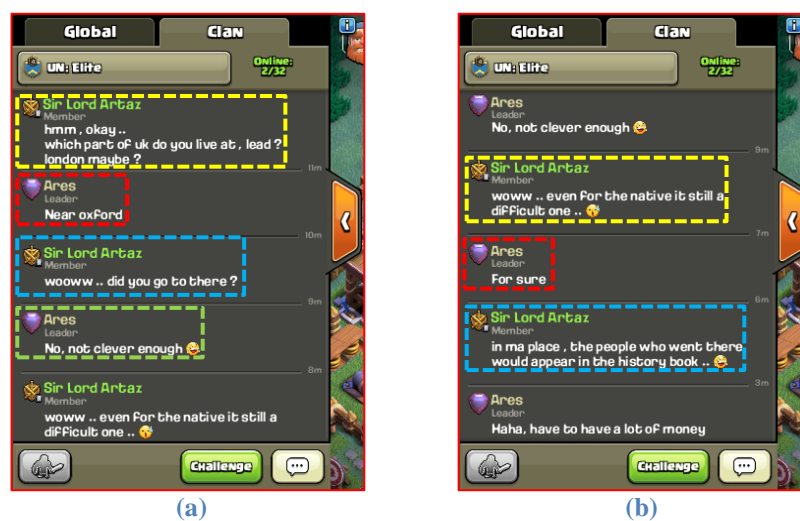 Global Clan
UN: Elite
Online:
2/32
Sir Lord Artaz
Member
hmm , okay ..
which part of uk do you live at , lead ?
london maybe ?
11m
Ares
Leader
Near oxford
10m
Sir Lord Artaz
Member
wooww .. did you go to there ?
9m
Ares
Leader
No, not clever enough 🤣
8m
Sir Lord Artaz
Member
woww .. even for the native it still a
difficult one .. 😴
Challenge
(a)
Global Clan
UN: Elite
Online:
2/32
Ares
Leader
No, not clever enough 🤣
9m
Sir Lord Artaz
Member
woww .. even for the native it still a
difficult one .. 😴
7m
Ares
Leader
For sure
6m
Sir Lord Artaz
Member
in ma place , the people who went there
would appear in the history book .. 🤣
3m
Ares
Leader
Haha, have to have a lot of money
Challenge
(b)